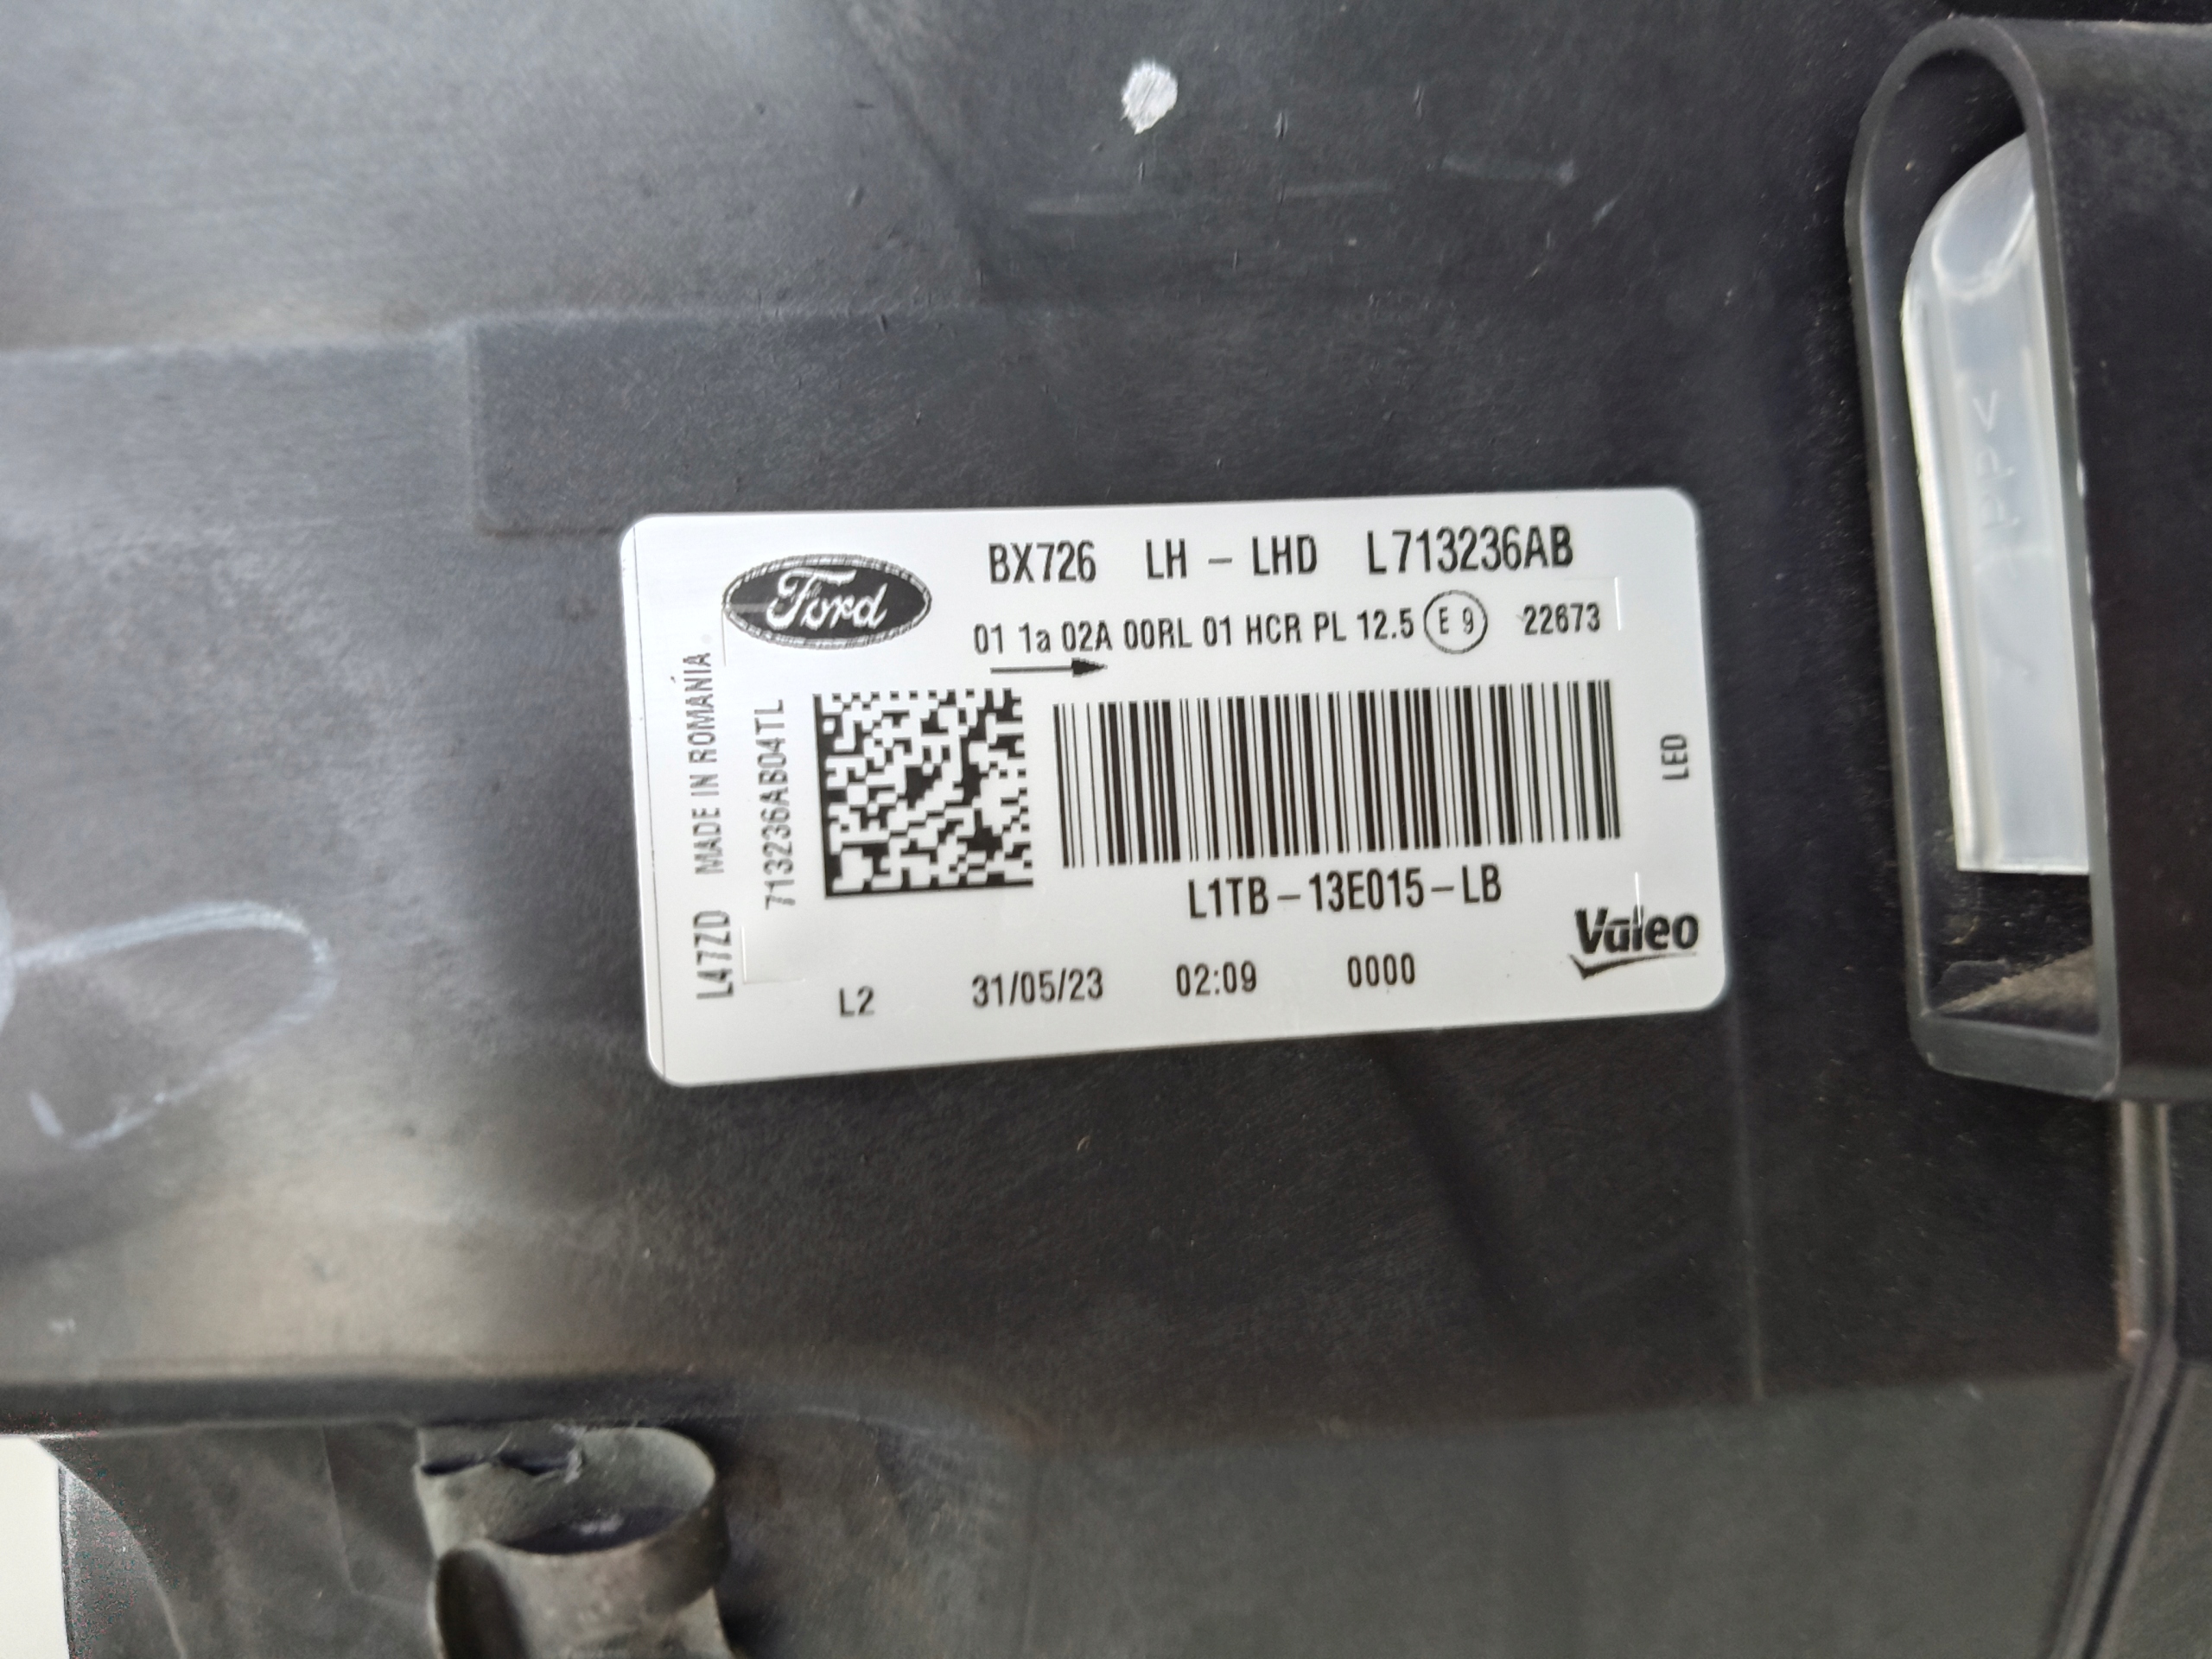 Ford
BX726 LH - LHD L713236AB
01 1a 02A 00RL 01 HCR PL 12.5 E 9 22673
L47ZD MADE IN ROMANIA
713236AB04TL
LED
L1TB-13E015-LB
Valeo
L2 31/05/23 02:09 0000